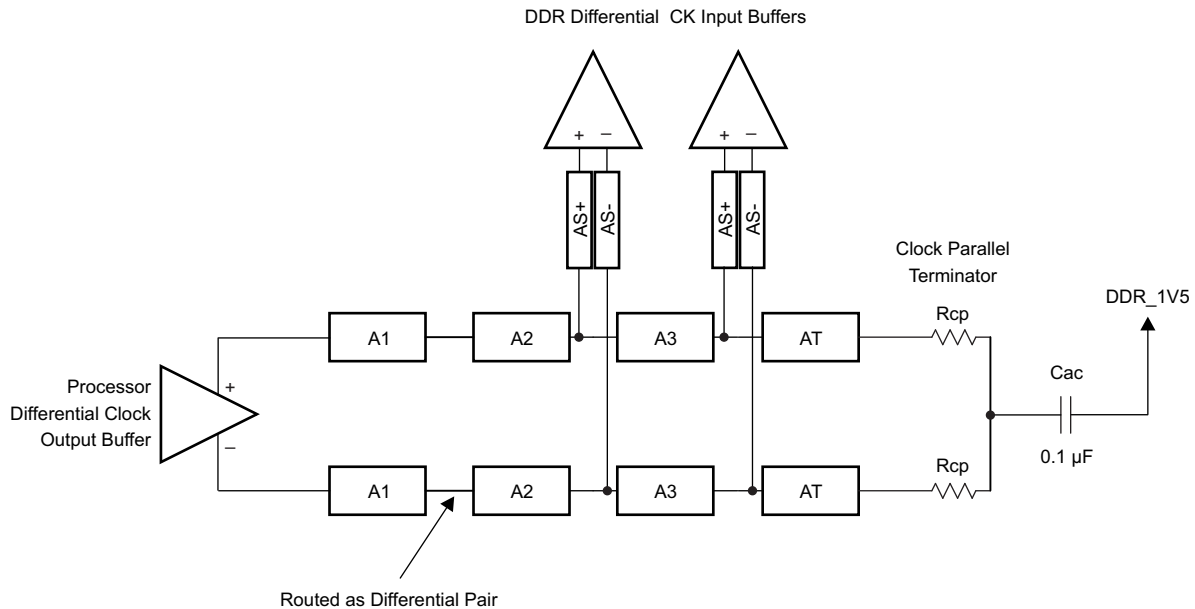 DDR Differential CK Input Buffers
+ –
+ –
AS+
AS-
AS+
AS-
Clock Parallel
Terminator
DDR_1V5
Rcp
A1
A2
A3
AT
Processor
Differential Clock
Output Buffer
+
–
Cac
0.1 µF
Rcp
A1
A2
A3
AT
Routed as Differential Pair